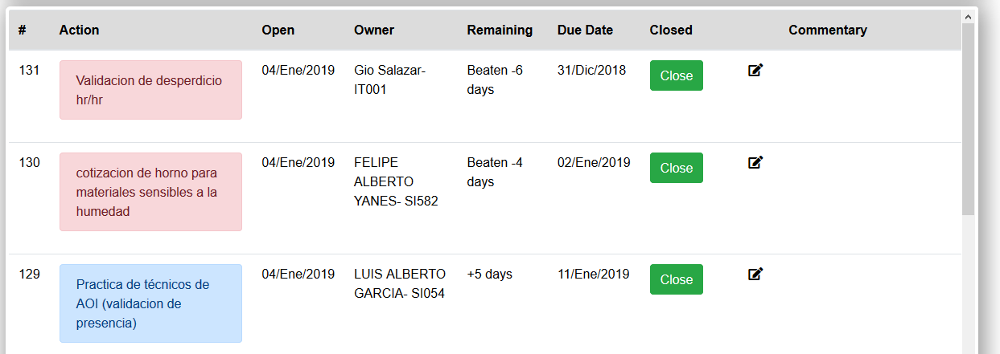 # Action Open Owner Remaining Due Date Closed Commentary
131 Validacion de desperdicio hr/hr 04/Ene/2019 Gio Salazar- IT001 Beaten -6 days 31/Dic/2018 Close
130 cotizacion de horno para materiales sensibles a la humedad 04/Ene/2019 FELIPE ALBERTO YANES- SI582 Beaten -4 days 02/Ene/2019 Close
129 Practica de técnicos de AOI (validacion de presencia) 04/Ene/2019 LUIS ALBERTO GARCIA- SI054 +5 days 11/Ene/2019 Close